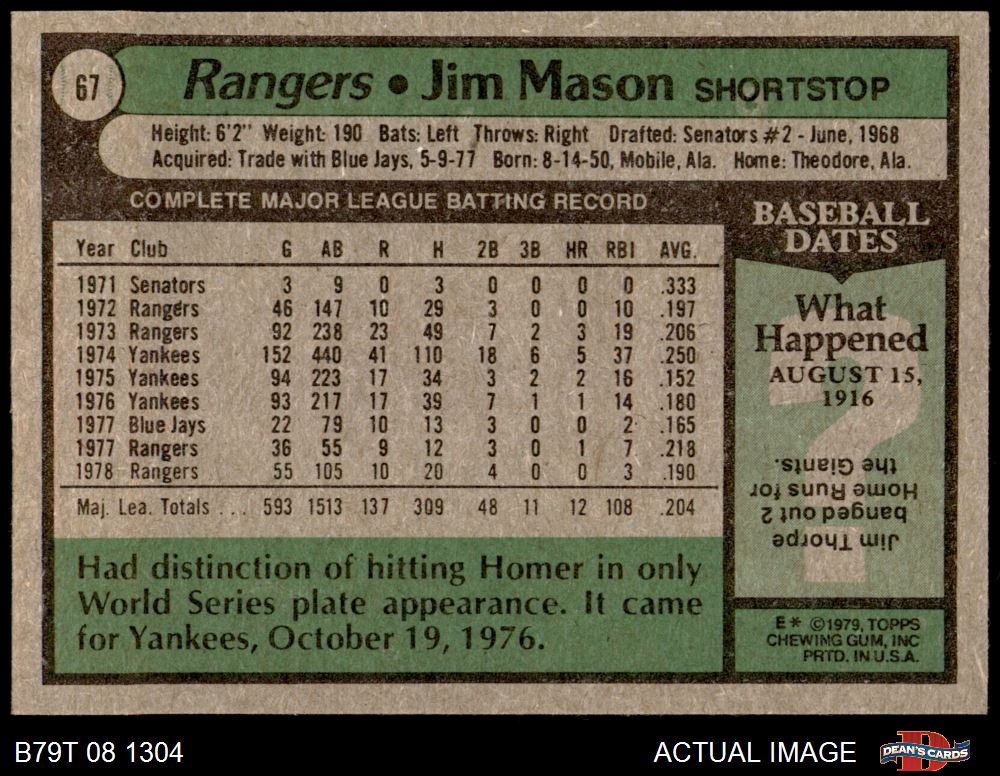 67
Rangers • Jim Mason SHORTSTOP
Height: 6'2" Weight: 190 Bats: Left Throws: Right Drafted: Senators #2 - June, 1968
Acquired: Trade with Blue Jays, 5-9-77 Born: 8-14-50, Mobile, Ala. Home: Theodore, Ala.
COMPLETE MAJOR LEAGUE BATTING RECORD
Year Club G AB R H 2B 3B HR RBI AVG.
1971 Senators 3 9 0 3 0 0 0 0 .333
1972 Rangers 46 147 10 29 3 0 0 10 .197
1973 Rangers 92 238 23 49 7 2 3 19 .206
1974 Yankees 152 440 41 110 18 6 5 37 .250
1975 Yankees 94 223 17 34 3 2 2 16 .152
1976 Yankees 93 217 17 39 7 1 1 14 .180
1977 Blue Jays 22 79 10 13 3 0 0 2 .165
1977 Rangers 36 55 9 12 3 0 1 7 .218
1978 Rangers 55 105 10 20 4 0 0 3 .190
Maj. Lea. Totals ... 593 1513 137 309 48 11 12 108 .204
Had distinction of hitting Homer in only
World Series plate appearance. It came
for Yankees, October 19, 1976.
BASEBALL
DATES
What
Happened
AUGUST 15,
1916
?
Jim Thorpe
banged out 2
Home Runs for
the Giants.
E* ©1979, TOPPS
CHEWING GUM, INC
PRTD. IN U.S.A.
B79T 08 1304
ACTUAL IMAGE
D
DEAN'S CARDS